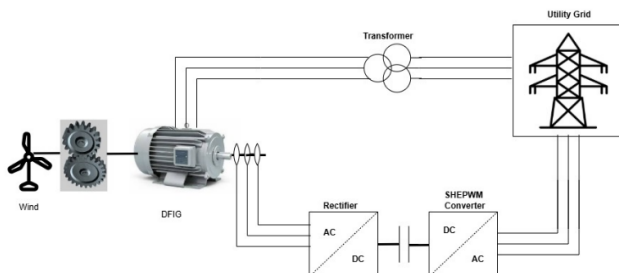 Utility Grid
Transformer
Wind
DFIG
Rectifier
AC
DC
SHEPWM
Converter
DC
AC